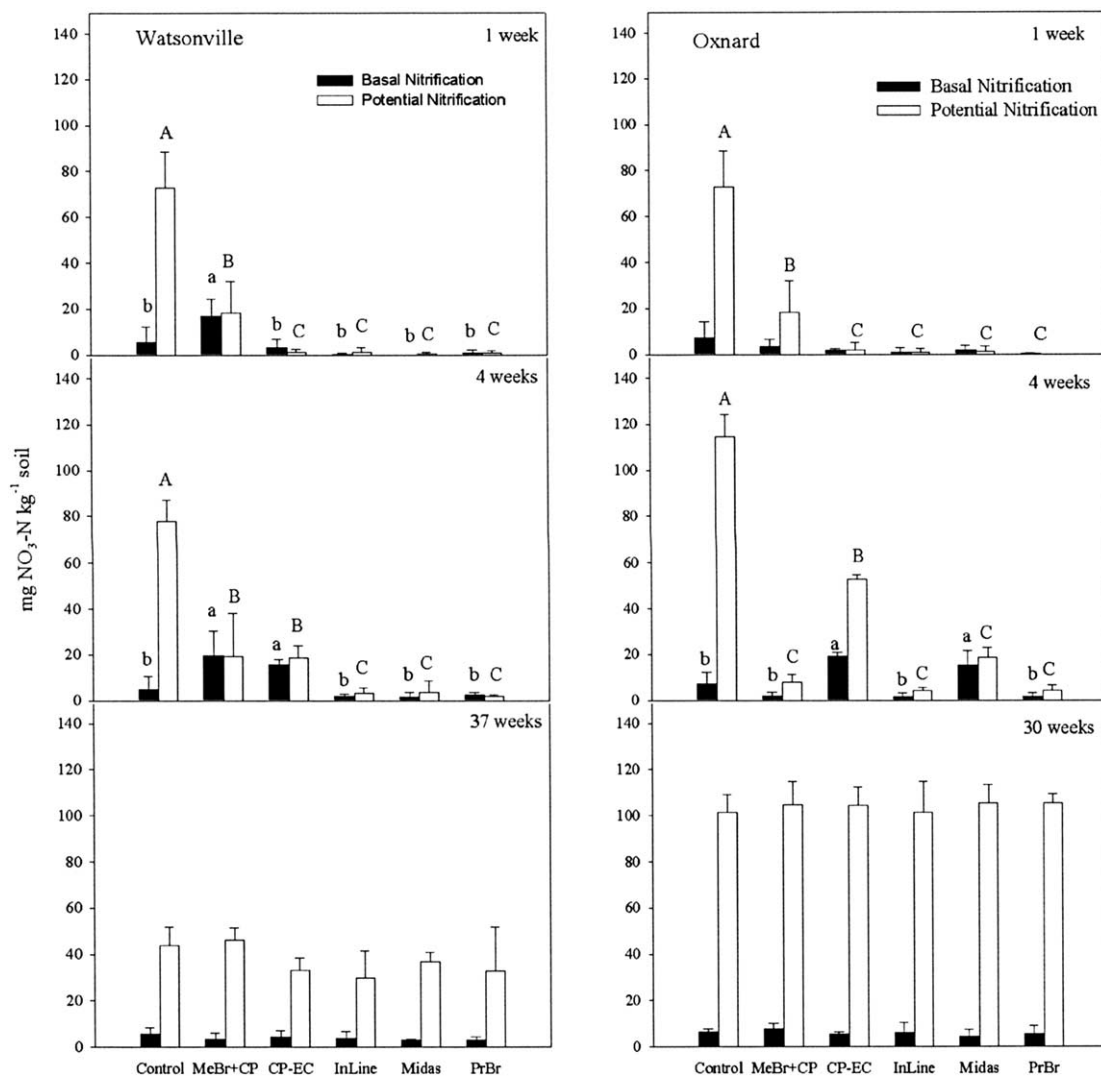 Watsonville
1 week
Basal Nitrification
Potential Nitrification
140
120
100
80
60
40
20
0
A
b
a
B
b
C
b
C
b
C
b
C
Oxnard
1 week
Basal Nitrification
Potential Nitrification
140
120
100
80
60
40
20
0
A
B
C
C
C
C
mg NO3-N kg-1 soil
4 weeks
140
120
100
80
60
40
20
0
b
A
a
B
a
B
b
C
b
C
b
C
4 weeks
140
120
100
80
60
40
20
0
b
A
b
C
a
B
b
C
a
C
b
C
37 weeks
140
120
100
80
60
40
20
0
Control MeBr+CP CP-EC InLine Midas PrBr
30 weeks
140
120
100
80
60
40
20
0
Control MeBr+CP CP-EC InLine Midas PrBr